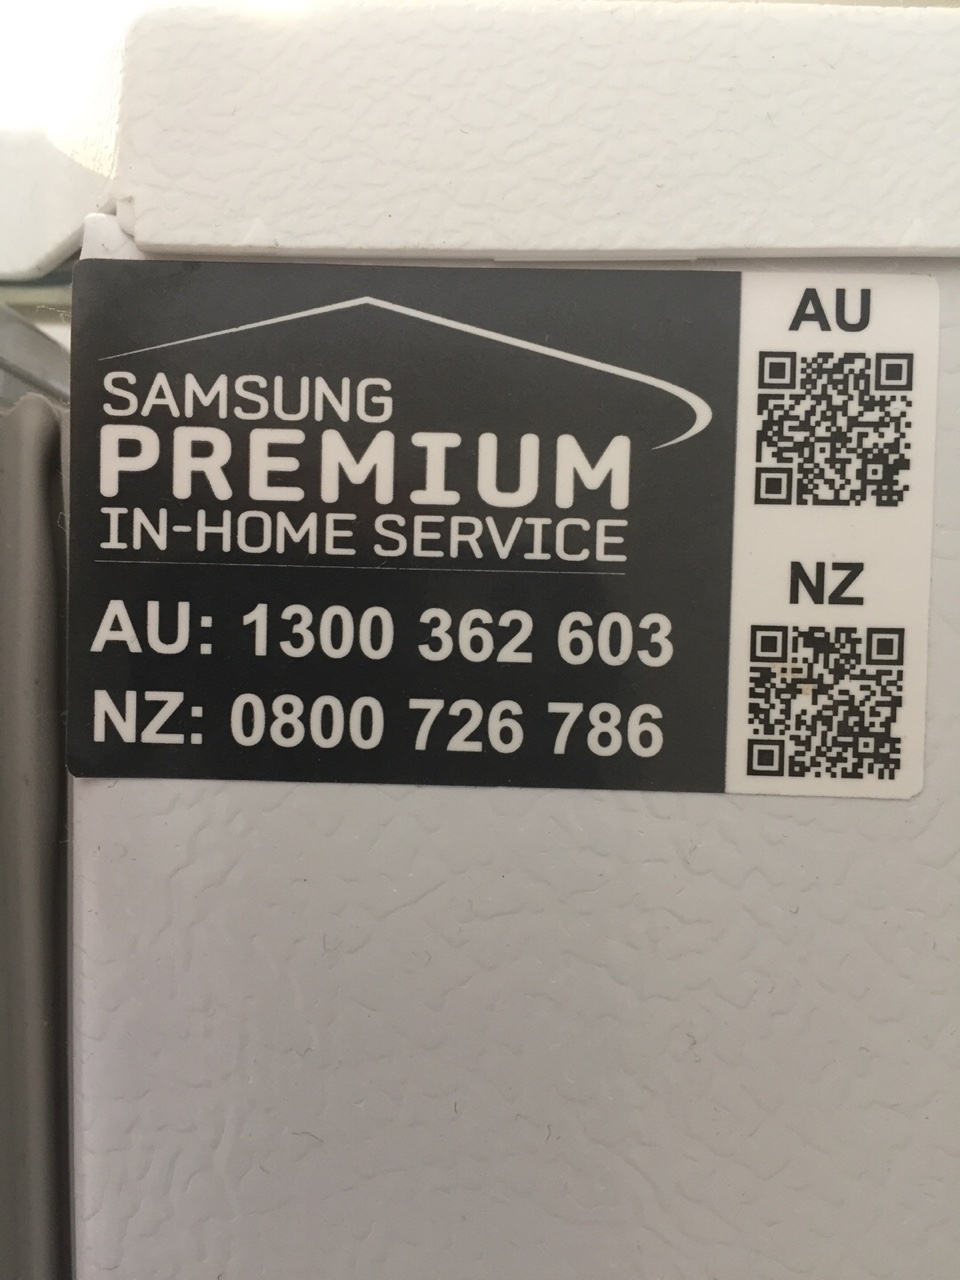 SAMSUNG
PREMIUM
IN-HOME SERVICE
AU: 1300 362 603
NZ: 0800 726 786
AU
NZ